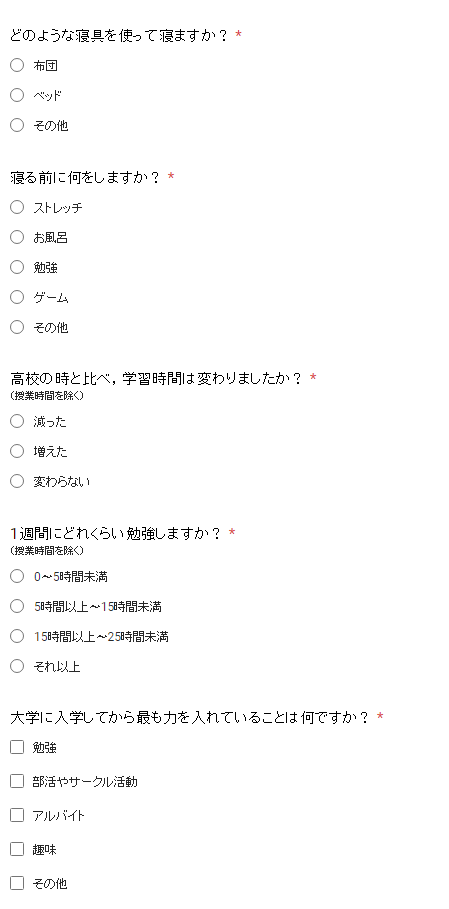 どのような寝具を使って寝ますか？ *
布団
ベッド
その他
寝る前に何をしますか？ *
ストレッチ
お風呂
勉強
ゲーム
その他
高校の時と比べ，学習時間は変わりましたか？ *
(授業時間を除く)
減った
増えた
変わらない
1週間にどれくらい勉強しますか？ *
(授業時間を除く)
0～5時間未満
5時間以上～15時間未満
15時間以上～25時間未満
それ以上
大学に入学してから最も力を入れていることは何ですか？ *
勉強
部活やサークル活動
アルバイト
趣味
その他